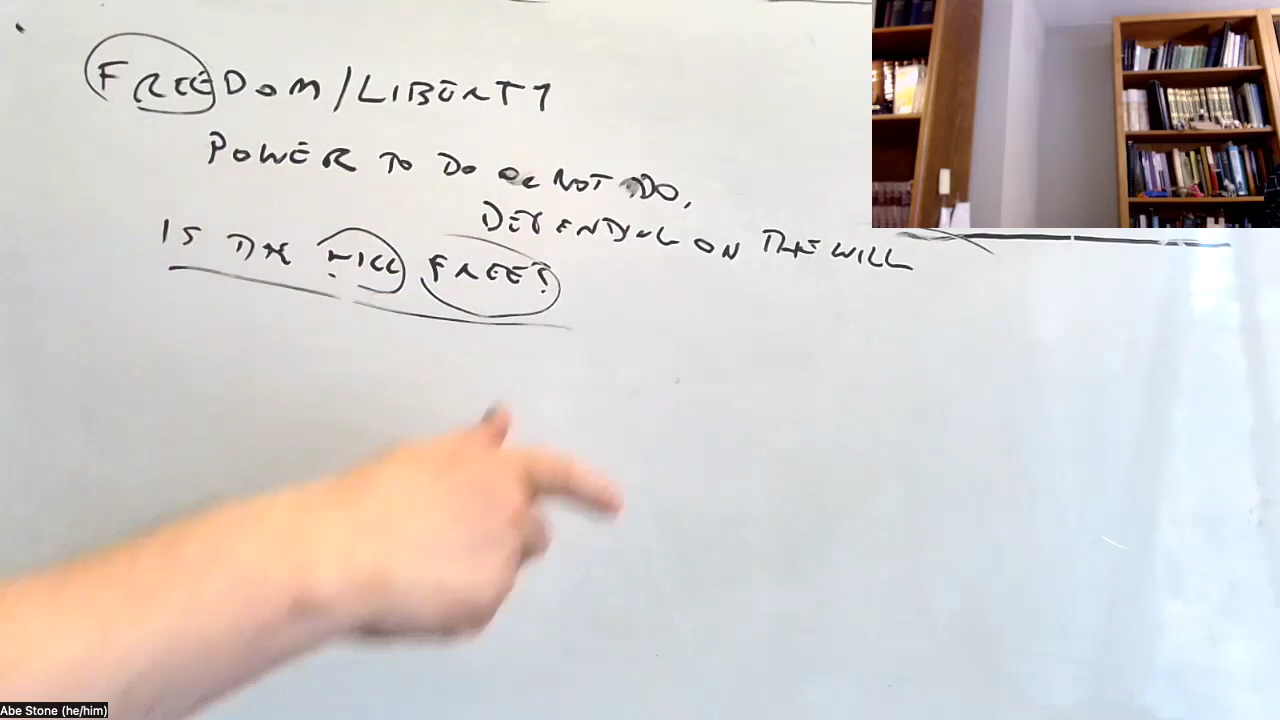 FREEDOM/LIBERTY
POWER TO DO OR NOT DO,
DEPENDING ON THE WILL
IS THE WILL FREE?
Abe Stone (he/him)